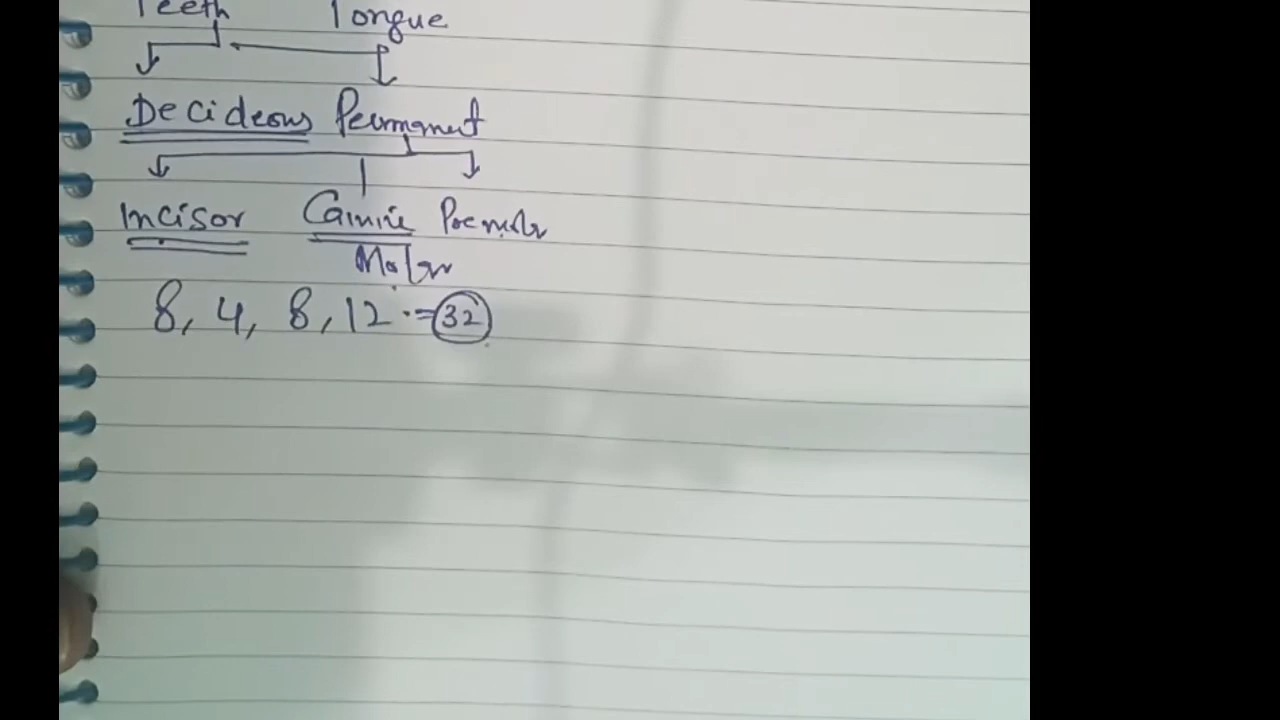 Teeth Tongue
Decideous Permanent
Incisor Canine Premolar
Molar
8, 4, 8, 12 = 32